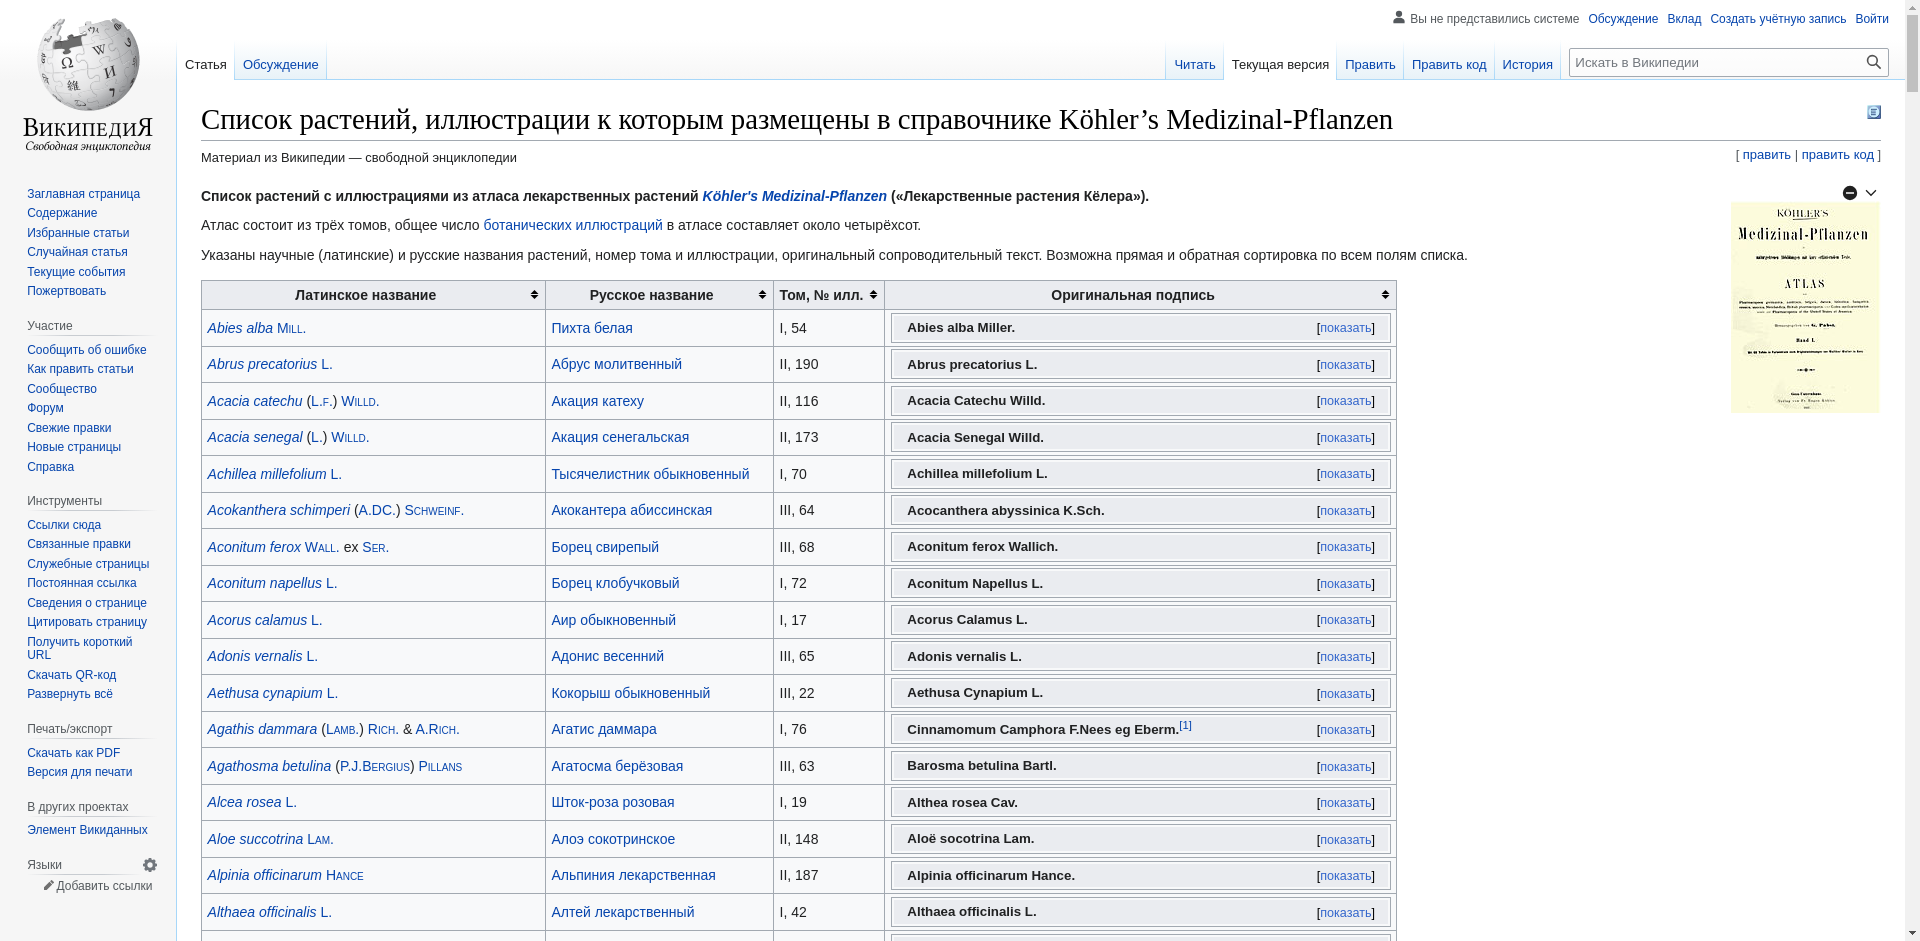 Вы не представились системе Обсуждение Вклад Создать учётную запись Войти
Статья Обсуждение Читать Текущая версия Править Править код История Искать в Википедии
ВИКИПЕДИЯ
Свободная энциклопедия
Заглавная страница
Содержание
Избранные статьи
Случайная статья
Текущие события
Пожертвовать
Участие
Сообщить об ошибке
Как править статьи
Сообщество
Форум
Свежие правки
Новые страницы
Справка
Инструменты
Ссылки сюда
Связанные правки
Служебные страницы
Постоянная ссылка
Сведения о странице
Цитировать страницу
Получить короткий
URL
Скачать QR-код
Развернуть всё
Печать/экспорт
Скачать как PDF
Версия для печати
В других проектах
Элемент Викиданных
Языки
Добавить ссылки
Список растений, иллюстрации к которым размещены в справочнике Köhler’s Medizinal-Pflanzen
Материал из Википедии — свободной энциклопедии
[ править | править код ]
Список растений с иллюстрациями из атласа лекарственных растений Köhler's Medizinal-Pflanzen («Лекарственные растения Кёлера»).
Атлас состоит из трёх томов, общее число ботанических иллюстраций в атласе составляет около четырёхсот.
Указаны научные (латинские) и русские названия растений, номер тома и иллюстрации, оригинальный сопроводительный текст. Возможна прямая и обратная сортировка по всем полям списка.
KÖHLER'S
Medizinal-Pflanzen
ATLAS
Band I.
Латинское название Русское название Том, № илл. Оригинальная подпись
Abies alba Mill. Пихта белая I, 54 Abies alba Miller. [показать]
Abrus precatorius L. Абрус молитвенный II, 190 Abrus precatorius L. [показать]
Acacia catechu (L.f.) Willd. Акация катеху II, 116 Acacia Catechu Willd. [показать]
Acacia senegal (L.) Willd. Акация сенегальская II, 173 Acacia Senegal Willd. [показать]
Achillea millefolium L. Тысячелистник обыкновенный I, 70 Achillea millefolium L. [показать]
Acokanthera schimperi (A.DC.) Schweinf. Акокантера абиссинская III, 64 Acocanthera abyssinica K.Sch. [показать]
Aconitum ferox Wall. ex Ser. Борец свирепый III, 68 Aconitum ferox Wallich. [показать]
Aconitum napellus L. Борец клобучковый I, 72 Aconitum Napellus L. [показать]
Acorus calamus L. Аир обыкновенный I, 17 Acorus Calamus L. [показать]
Adonis vernalis L. Адонис весенний III, 65 Adonis vernalis L. [показать]
Aethusa cynapium L. Кокорыш обыкновенный III, 22 Aethusa Cynapium L. [показать]
Agathis dammara (Lamb.) Rich. & A.Rich. Агатис даммара I, 76 Cinnamomum Camphora F.Nees eg Eberm.[1] [показать]
Agathosma betulina (P.J.Bergius) Pillans Агатосма берёзовая III, 63 Barosma betulina Bartl. [показать]
Alcea rosea L. Шток-роза розовая I, 19 Althea rosea Cav. [показать]
Aloe succotrina Lam. Алоэ сокотринское II, 148 Aloë socotrina Lam. [показать]
Alpinia officinarum Hance Альпиния лекарственная II, 187 Alpinia officinarum Hance. [показать]
Althaea officinalis L. Алтей лекарственный I, 42 Althaea officinalis L. [показать]